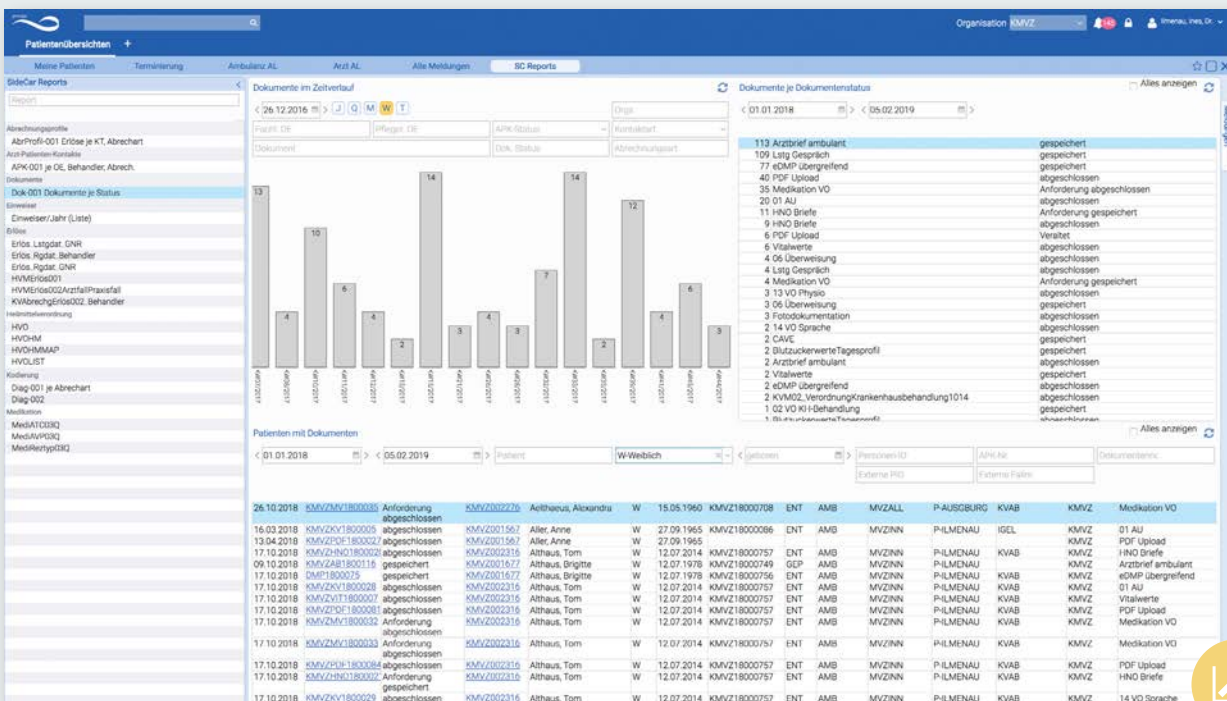 Organisation KMVZ 145 Ilmenau, Ines, Dr.
Patientenübersichten +
Meine Patienten Terminierung Ambulanz AL Arzt AL Alle Meldungen SC Reports
SideCar Reports
Report
Abrechnungsprofile
AbrProfil-001 Erlöse je KT, Abrechart
Arzt-Patienten-Kontakte
APK-001 je OE, Behandler, Abrech.
Dokumente
Dok-001 Dokumente je Status
Einweiser
Einweiser/Jahr (Liste)
Erlöse
Erlös. Lstgdat. GNR
Erlös. Rgdat. Behandler
Erlös. Rgdat. GNR
HVMErlös001
HVMErlös002ArztfallPraxisfall
KVAbrechgErlös002. Behandler
Heilmittelverordnung
HVO
HVOHM
HVOHMMAP
HVOLIST
Kodierung
Diag-001 je Abrechart
Diag-002
Medikation
MediATC03Q
MediAVP03Q
MediReztyp03Q
Dokumente im Zeitverlauf
< 26.12.2016 > J Q M W T Orga.
Fachl. OE Pfleger. OE APK-Status Kontaktart
Dokument Dok. Status Abrechnungsart
13 4 10 6 4 2 14 3 4 3 7 14 2 12 4 6 3
Dokumente je Dokumentenstatus Alles anzeigen
< 01.01.2018 > < 05.02.2019 >
113 Arztbrief ambulant gespeichert
109 Lstg Gespräch gespeichert
77 eDMP übergreifend gespeichert
40 PDF Upload abgeschlossen
35 Medikation VO Anforderung abgeschlossen
20 01 AU abgeschlossen
11 HNO Briefe Anforderung gespeichert
9 HNO Briefe abgeschlossen
6 PDF Upload Veraltet
6 Vitalwerte abgeschlossen
4 06 Überweisung abgeschlossen
4 Lstg Gespräch abgeschlossen
4 Medikation VO Anforderung gespeichert
3 13 VO Physio abgeschlossen
3 06 Überweisung gespeichert
3 Fotodokumentation abgeschlossen
2 14 VO Sprache abgeschlossen
2 CAVE gespeichert
2 BlutzuckerwerteTagesprofil gespeichert
2 Arztbrief ambulant abgeschlossen
2 Vitalwerte gespeichert
2 eDMP übergreifend abgeschlossen
2 KVM02_VerordnungKrankenhausbehandlung1014 abgeschlossen
1 02 VO KH-Behandlung gespeichert
1 BlutzuckerwerteTagesprofil abgeschlossen
Patienten mit Dokumenten Alles anzeigen
< 01.01.2018 > < 05.02.2019 > Patient W-Weiblich < geboren > Personen-ID APK-Nr. Dokumentennr.
Externe PID Externe Fallnr.
26.10.2018 KMVZMV1800035 Anforderung abgeschlossen KMVZ002276 Aelthaeus, Alexandra W 15.05.1960 KMVZ18000708 ENT AMB MVZALL P-AUSGBURG KVAB KMVZ Medikation VO
16.03.2018 KMVZKV1800005 abgeschlossen KMVZ001567 Aller, Anne W 27.09.1965 KMVZ18000086 ENT AMB MVZINN P-ILMENAU IGEL KMVZ 01 AU
13.04.2018 KMVZPDF1800027 abgeschlossen KMVZ001567 Aller, Anne W 27.09.1965 KMVZ PDF Upload
17.10.2018 KMVZHNO1800028 abgeschlossen KMVZ002316 Althaus, Tom W 12.07.2014 KMVZ18000757 ENT AMB MVZINN P-ILMENAU KVAB KMVZ HNO Briefe
09.10.2018 KMVZAB1800116 gespeichert KMVZ001677 Althaus, Brigitte W 12.07.1978 KMVZ18000749 GEP AMB MVZINN P-ILMENAU KMVZ Arztbrief ambulant
17.10.2018 DMP1800075 gespeichert KMVZ001677 Althaus, Brigitte W 12.07.1978 KMVZ18000756 ENT AMB MVZINN P-ILMENAU KVAB KMVZ eDMP übergreifend
17.10.2018 KMVZKV1800028 abgeschlossen KMVZ002316 Althaus, Tom W 12.07.2014 KMVZ18000757 ENT AMB MVZINN P-ILMENAU KVAB KMVZ 01 AU
17.10.2018 KMVZVIT1800007 abgeschlossen KMVZ002316 Althaus, Tom W 12.07.2014 KMVZ18000757 ENT AMB MVZINN P-ILMENAU KVAB KMVZ Vitalwerte
17.10.2018 KMVZPDF1800081 abgeschlossen KMVZ002316 Althaus, Tom W 12.07.2014 KMVZ18000757 ENT AMB MVZINN P-ILMENAU KVAB KMVZ PDF Upload
17.10.2018 KMVZMV1800032 Anforderung abgeschlossen KMVZ002316 Althaus, Tom W 12.07.2014 KMVZ18000757 ENT AMB MVZINN P-ILMENAU KVAB KMVZ Medikation VO
17.10.2018 KMVZMV1800033 Anforderung abgeschlossen KMVZ002316 Althaus, Tom W 12.07.2014 KMVZ18000757 ENT AMB MVZINN P-ILMENAU KVAB KMVZ Medikation VO
17.10.2018 KMVZPDF1800084 abgeschlossen KMVZ002316 Althaus, Tom W 12.07.2014 KMVZ18000757 ENT AMB MVZINN P-ILMENAU KVAB KMVZ PDF Upload
17.10.2018 Anforderung gespeichert KMVZ002316 Althaus, Tom W 12.07.2014 KMVZ18000757 ENT AMB MVZINN P-ILMENAU KVAB KMVZ HNO Briefe
17.10.2018 KMVZKV1800029 abgeschlossen KMVZ002316 Althaus, Tom W 12.07.2014 KMVZ18000757 ENT AMB MVZINN P-ILMENAU KVAB KMVZ 14 VO Sprache